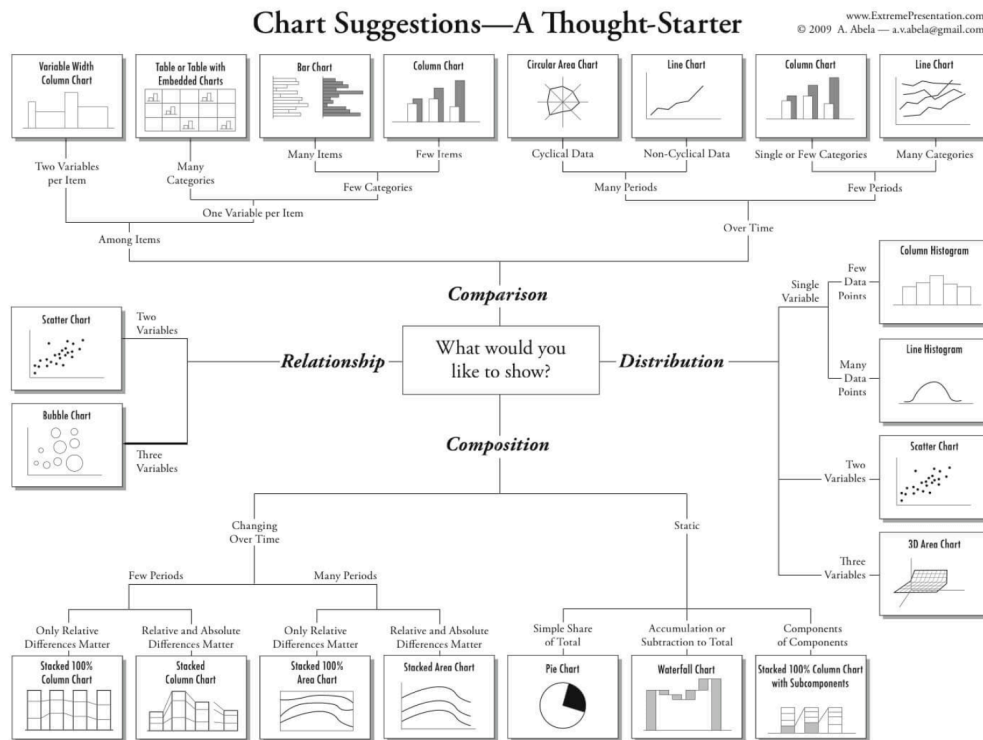 Chart Suggestions—A Thought-Starter
www.ExtremePresentation.com
© 2009 A. Abela — a.v.abela@gmail.com
Variable Width
Column Chart
Table or Table with
Embedded Charts
Bar Chart
Column Chart
Circular Area Chart
Line Chart
Column Chart
Line Chart
Two Variables
per Item
Many
Categories
Many Items
Few Items
Cyclical Data
Non-Cyclical Data
Single or Few Categories
Many Categories
Few Categories
Many Periods
Few Periods
One Variable per Item
Among Items
Over Time
Comparison
What would you
like to show?
Relationship
Two
Variables
Scatter Chart
Bubble Chart
Three
Variables
Distribution
Single
Variable
Few
Data
Points
Column Histogram
Many
Data
Points
Line Histogram
Two
Variables
Scatter Chart
Three
Variables
3D Area Chart
Composition
Changing
Over Time
Static
Few Periods
Many Periods
Only Relative
Differences Matter
Relative and Absolute
Differences Matter
Only Relative
Differences Matter
Relative and Absolute
Differences Matter
Simple Share
of Total
Accumulation or
Subtraction to Total
Components
of Components
Stacked 100%
Column Chart
Stacked
Column Chart
Stacked 100%
Area Chart
Stacked Area Chart
Pie Chart
Waterfall Chart
Stacked 100% Column Chart
with Subcomponents